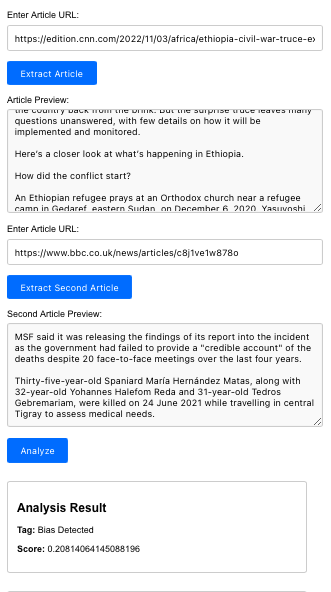 Enter Article URL:
https://edition.cnn.com/2022/11/03/africa/ethiopia-civil-war-truce-ex
Extract Article
Article Preview:
the country back from the brink. But the surprise truce leaves many
questions unanswered, with few details on how it will be
implemented and monitored.
Here's a closer look at what's happening in Ethiopia.
How did the conflict start?
An Ethiopian refugee prays at an Orthodox church near a refugee
camp in Gedaref, eastern Sudan, on December 6, 2020. Yasuyoshi
Enter Article URL:
https://www.bbc.co.uk/news/articles/c8j1ve1w878o
Extract Second Article
Second Article Preview:
MSF said it was releasing the findings of its report into the incident
as the government had failed to provide a "credible account" of the
deaths despite 20 face-to-face meetings over the last four years.
Thirty-five-year-old Spaniard María Hernández Matas, along with
32-year-old Yohannes Halefom Reda and 31-year-old Tedros
Gebremariam, were killed on 24 June 2021 while travelling in central
Tigray to assess medical needs.
Analyze
Analysis Result
Tag: Bias Detected
Score: 0.20814064145088196